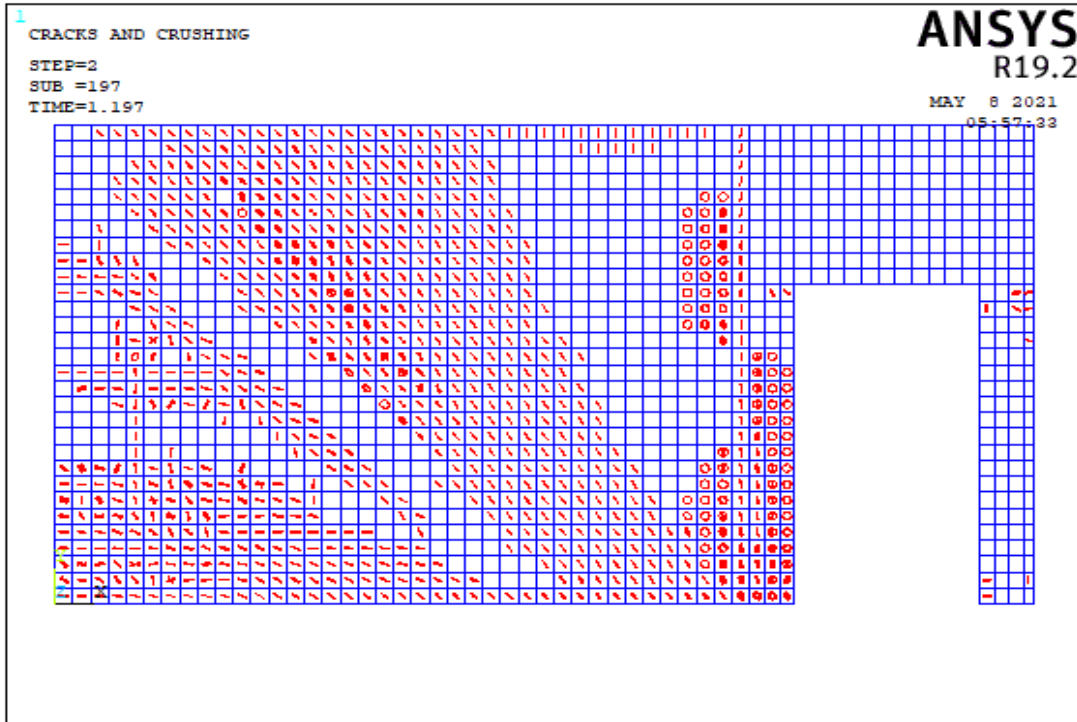 1
CRACKS AND CRUSHING
STEP=2
SUB =197
TIME=1.197
ANSYS
R19.2
MAY 8 2021
05:57:33
Y
Z X